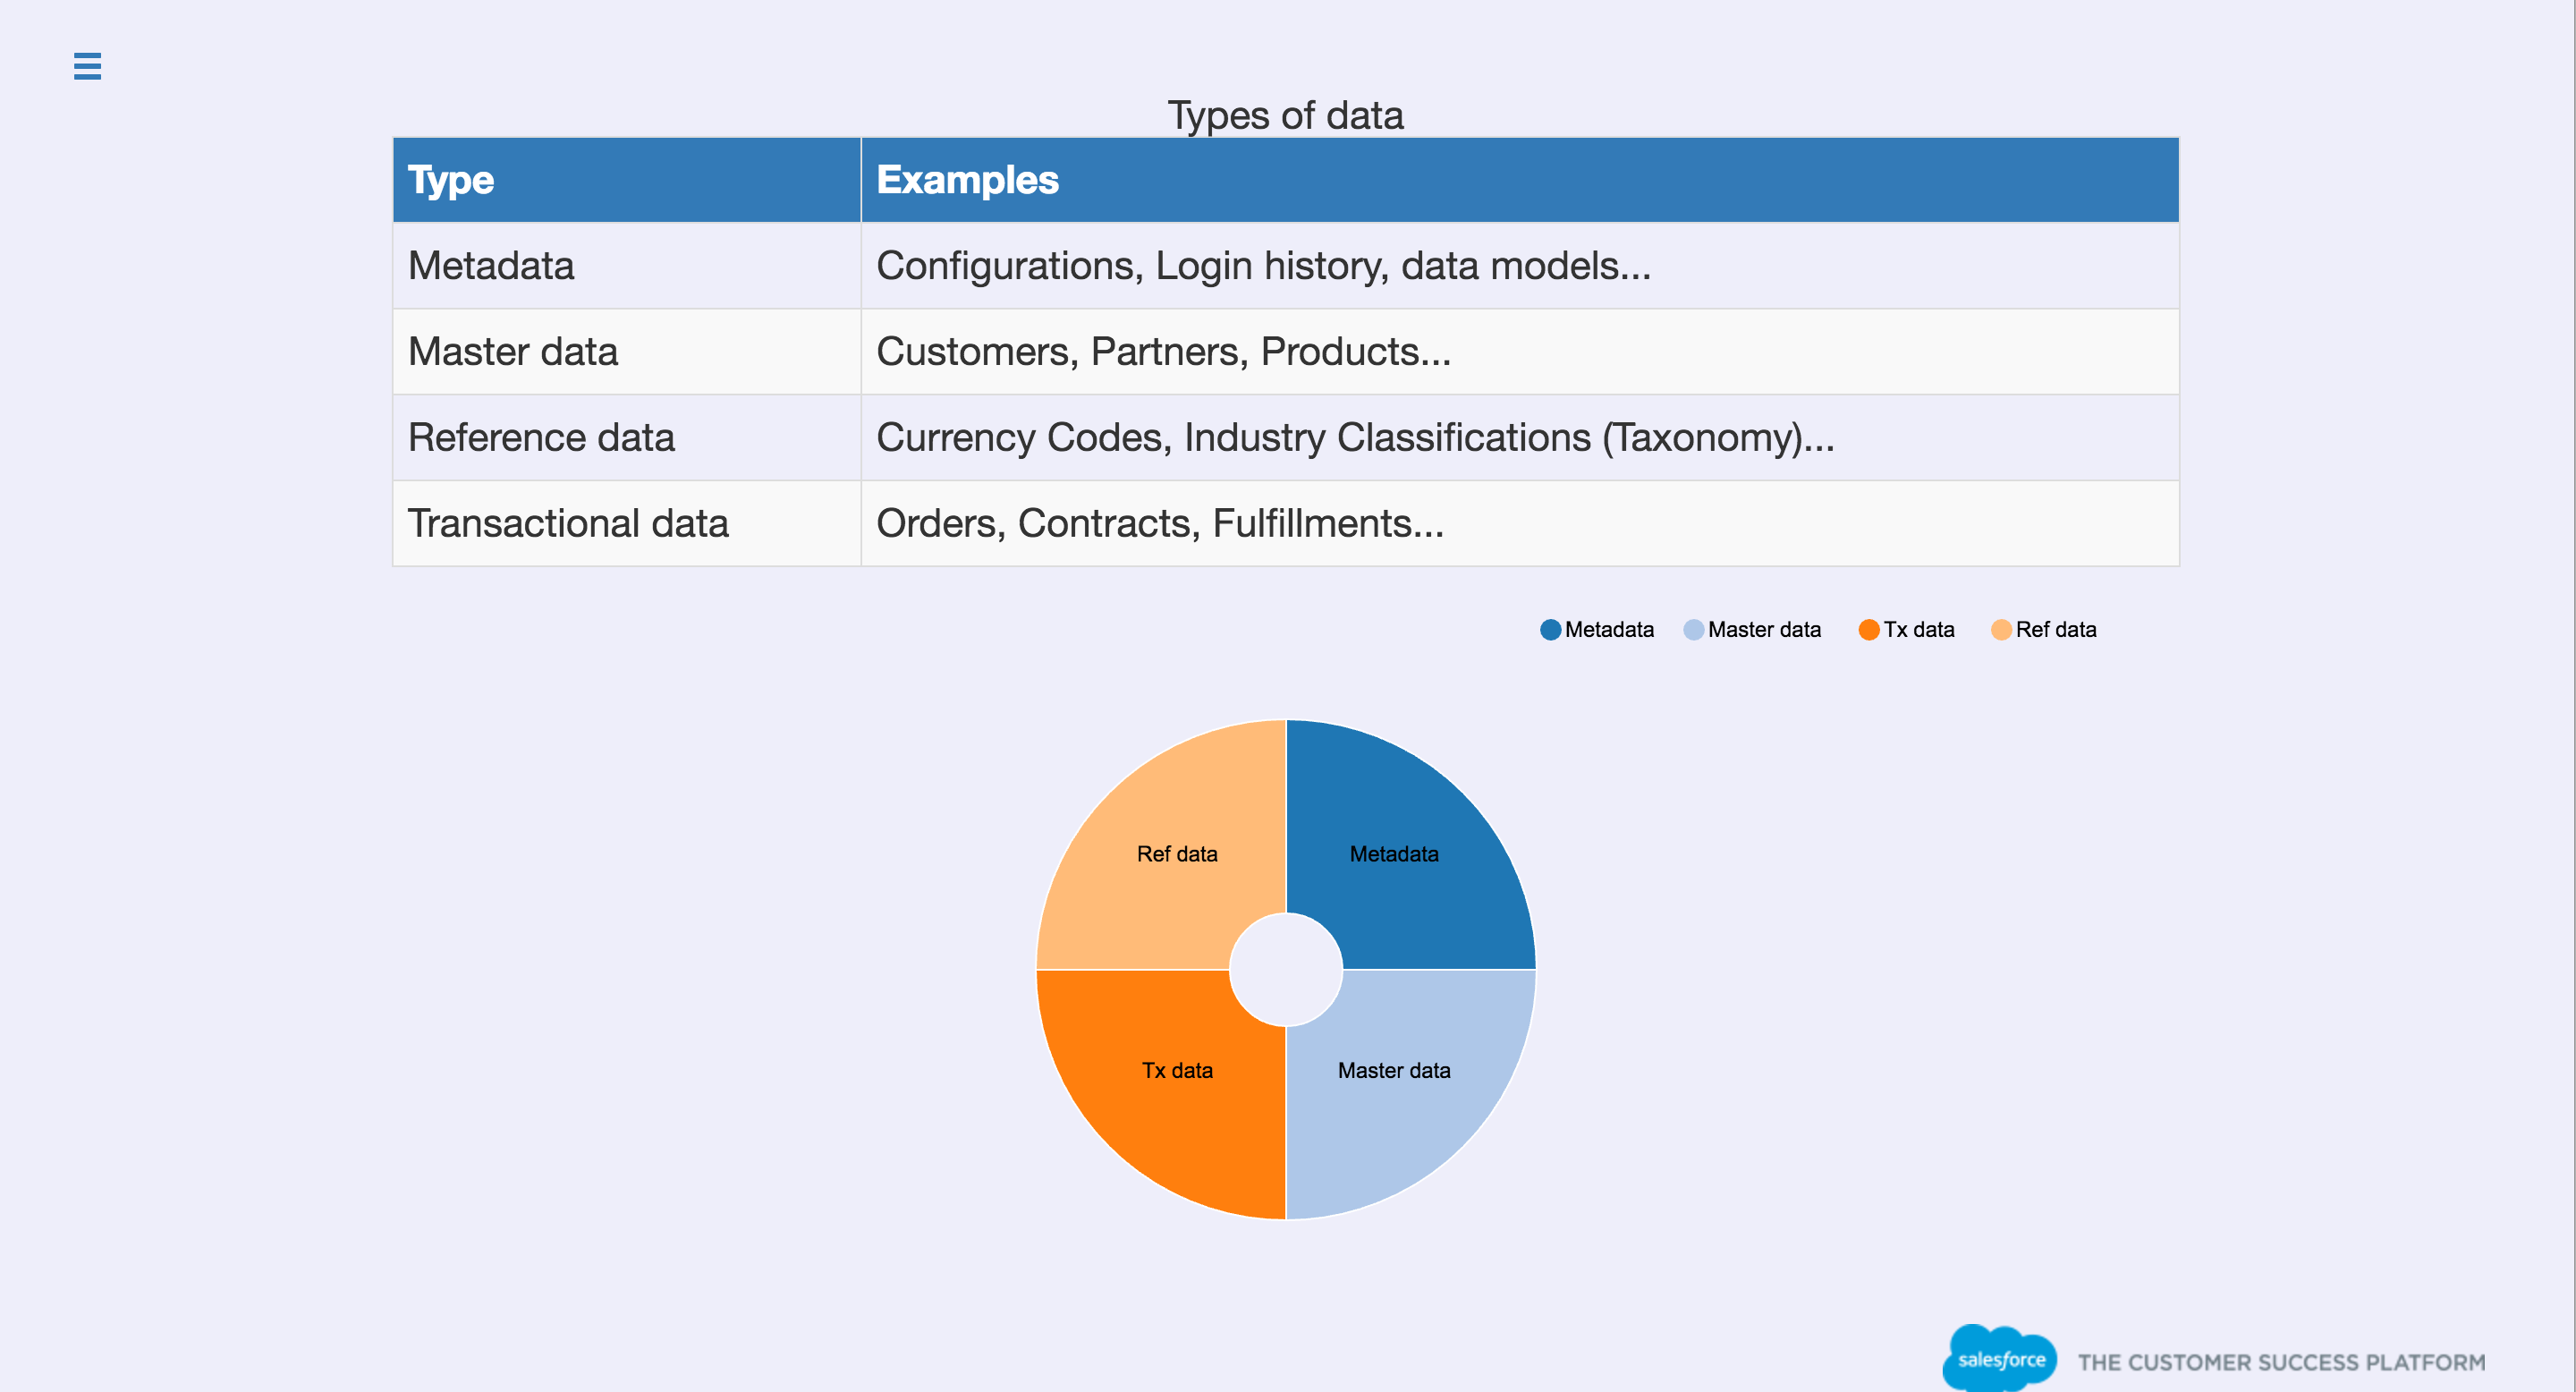 Types of data
Type Examples
Metadata Configurations, Login history, data models...
Master data Customers, Partners, Products...
Reference data Currency Codes, Industry Classifications (Taxonomy)...
Transactional data Orders, Contracts, Fulfillments...
Metadata Master data Tx data Ref data
Ref data Metadata
Tx data Master data
salesforce THE CUSTOMER SUCCESS PLATFORM